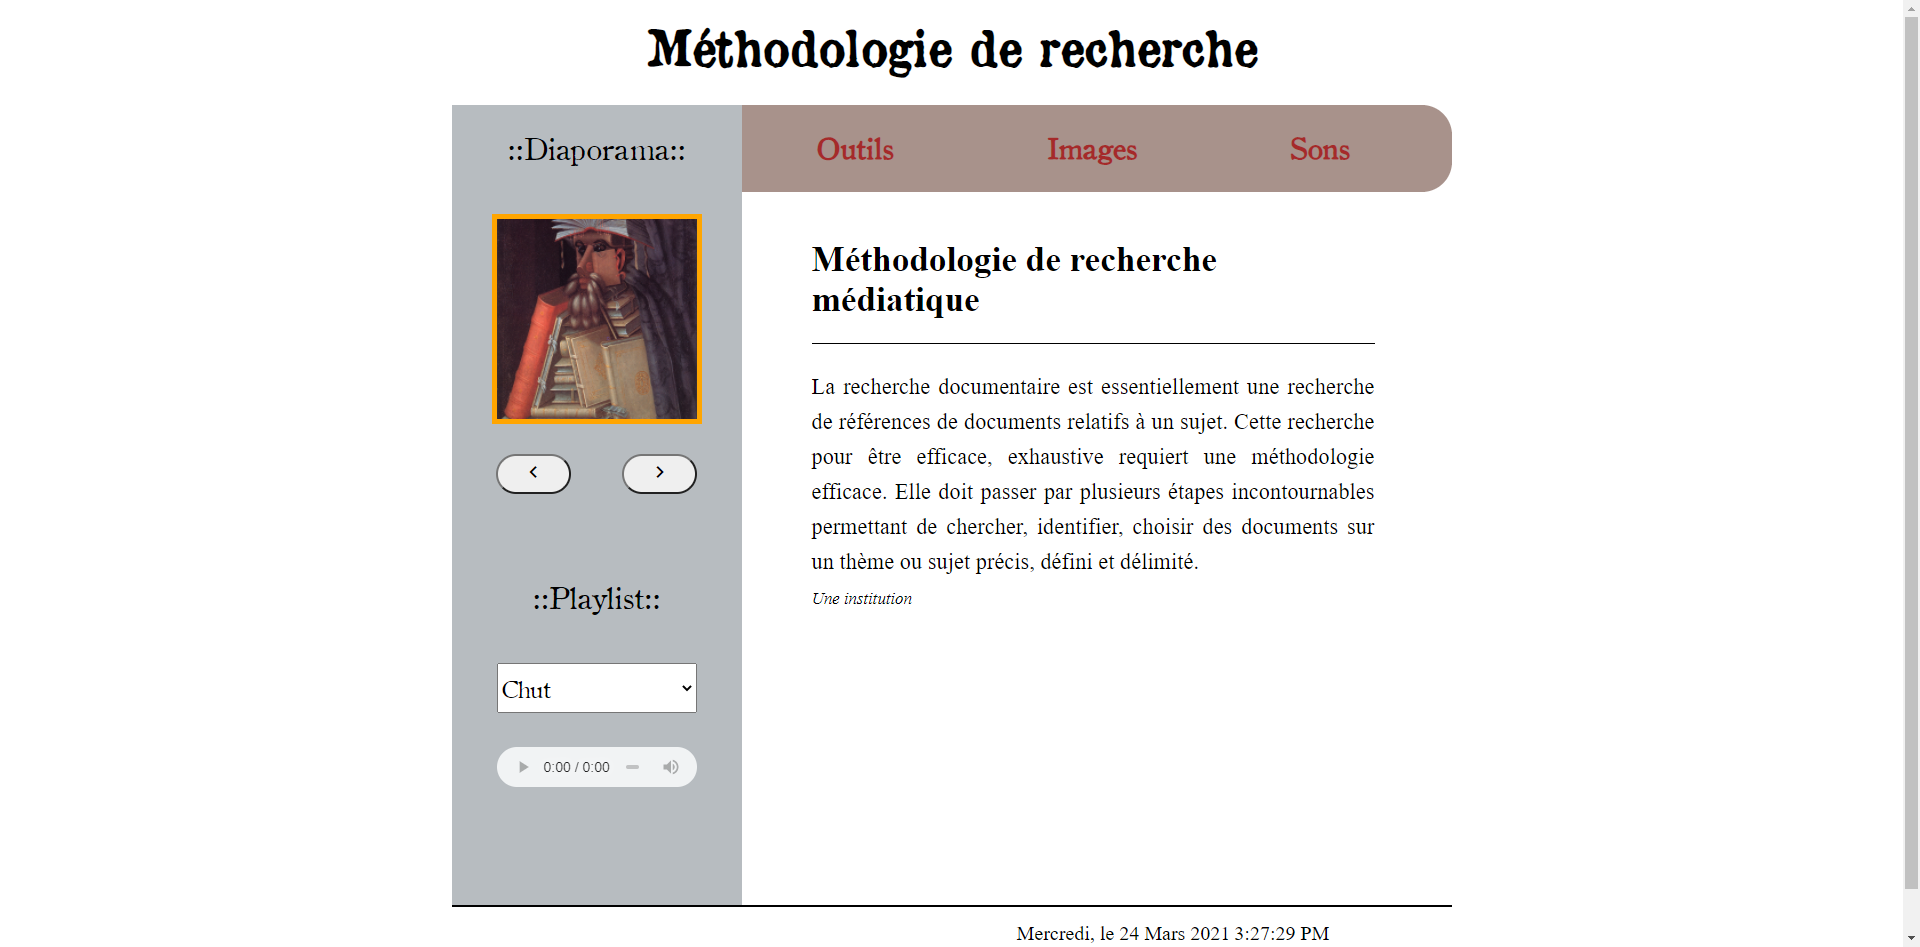 Méthodologie de recherche
::Diaporama::
Outils
Images
Sons
Méthodologie de recherche
médiatique
La recherche documentaire est essentiellement une recherche
de références de documents relatifs à un sujet. Cette recherche
pour être efficace, exhaustive requiert une méthodologie
efficace. Elle doit passer par plusieurs étapes incontournables
permettant de chercher, identifier, choisir des documents sur
un thème ou sujet précis, défini et délimité.
Une institution
::Playlist::
Chut
0:00 / 0:00
Mercredi, le 24 Mars 2021 3:27:29 PM